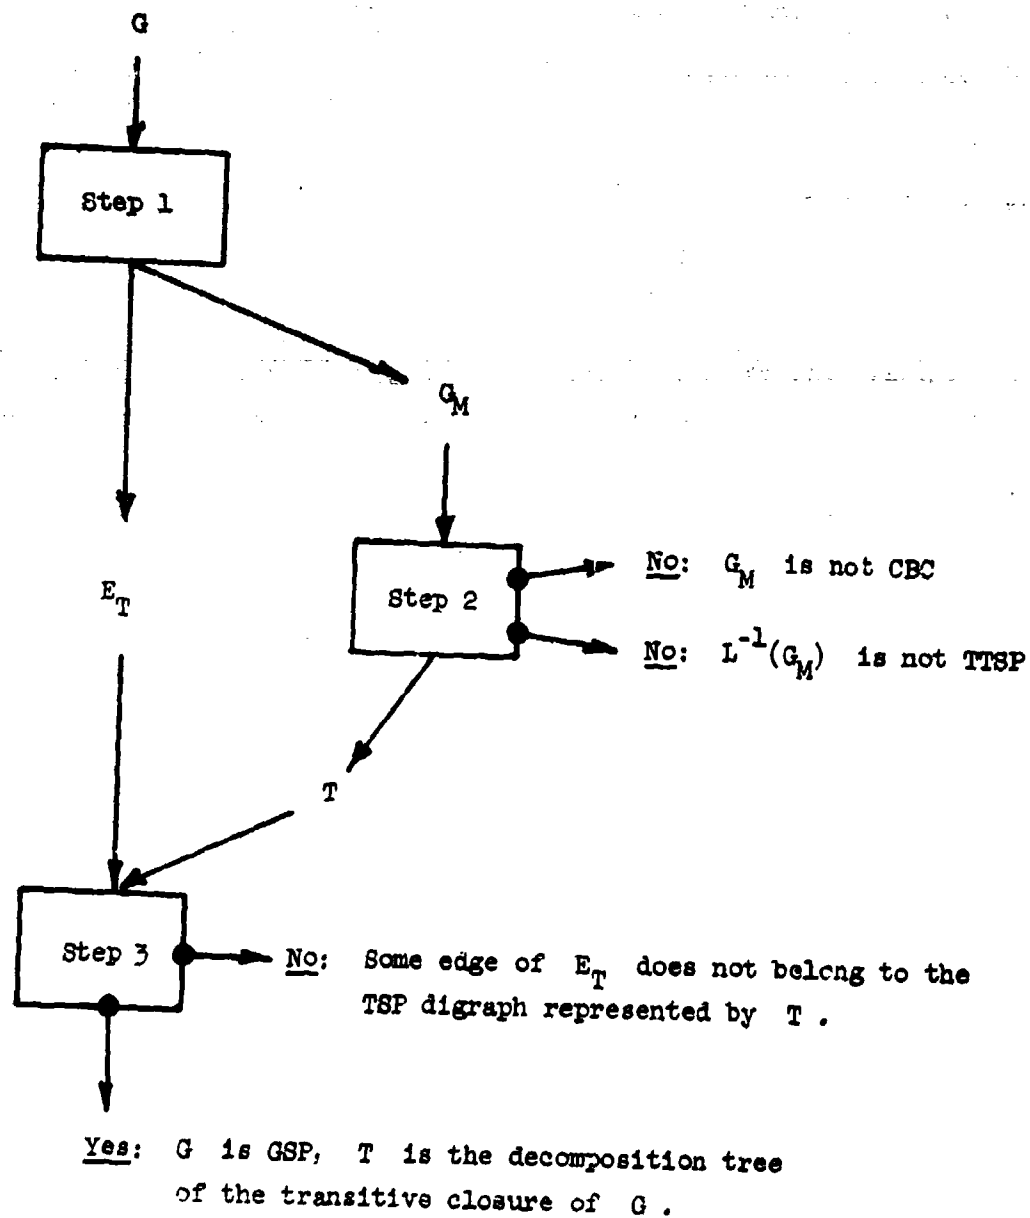 G
Step 1
G_M
E_T
Step 2
No: G_M is not CBC
No: L^{-1}(G_M) is not TTSP
T
Step 3
No: Some edge of E_T does not belong to the
TSP digraph represented by T .
Yes: G is GSP, T is the decomposition tree
of the transitive closure of G .